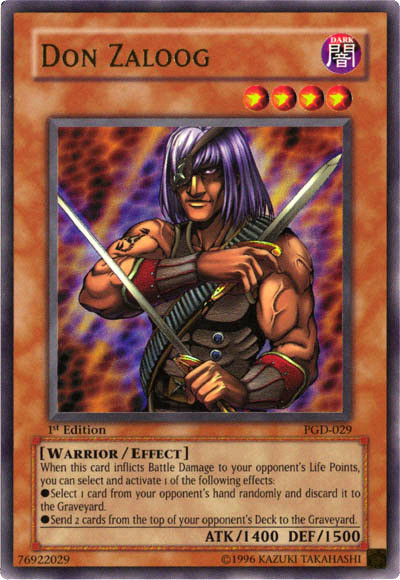 DON ZALOOG
DARK
闇
1st Edition
PGD-029
[WARRIOR / EFFECT]
When this card inflicts Battle Damage to your opponent's Life Points,
you can select and activate 1 of the following effects:
●Select 1 card from your opponent's hand randomly and discard it to
the Graveyard.
●Send 2 cards from the top of your opponent's Deck to the Graveyard.
ATK/1400 DEF/1500
76922029
©1996 KAZUKI TAKAHASHI